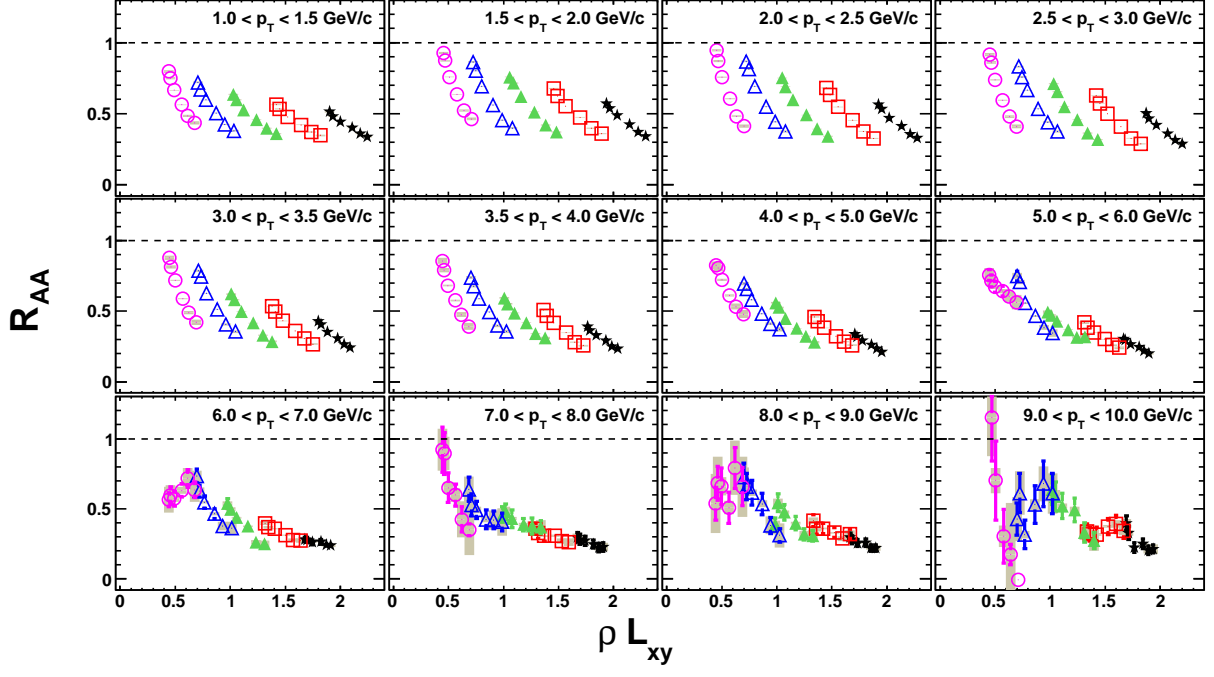 1.0 < p_T < 1.5 GeV/c
1.5 < p_T < 2.0 GeV/c
2.0 < p_T < 2.5 GeV/c
2.5 < p_T < 3.0 GeV/c
1
0.5
0
3.0 < p_T < 3.5 GeV/c
3.5 < p_T < 4.0 GeV/c
4.0 < p_T < 5.0 GeV/c
5.0 < p_T < 6.0 GeV/c
1
0.5
0
R_AA
6.0 < p_T < 7.0 GeV/c
7.0 < p_T < 8.0 GeV/c
8.0 < p_T < 9.0 GeV/c
9.0 < p_T < 10.0 GeV/c
1
0.5
0
0 0.5 1 1.5 2 0 0.5 1 1.5 2 0 0.5 1 1.5 2 0 0.5 1 1.5 2
ρ L_xy